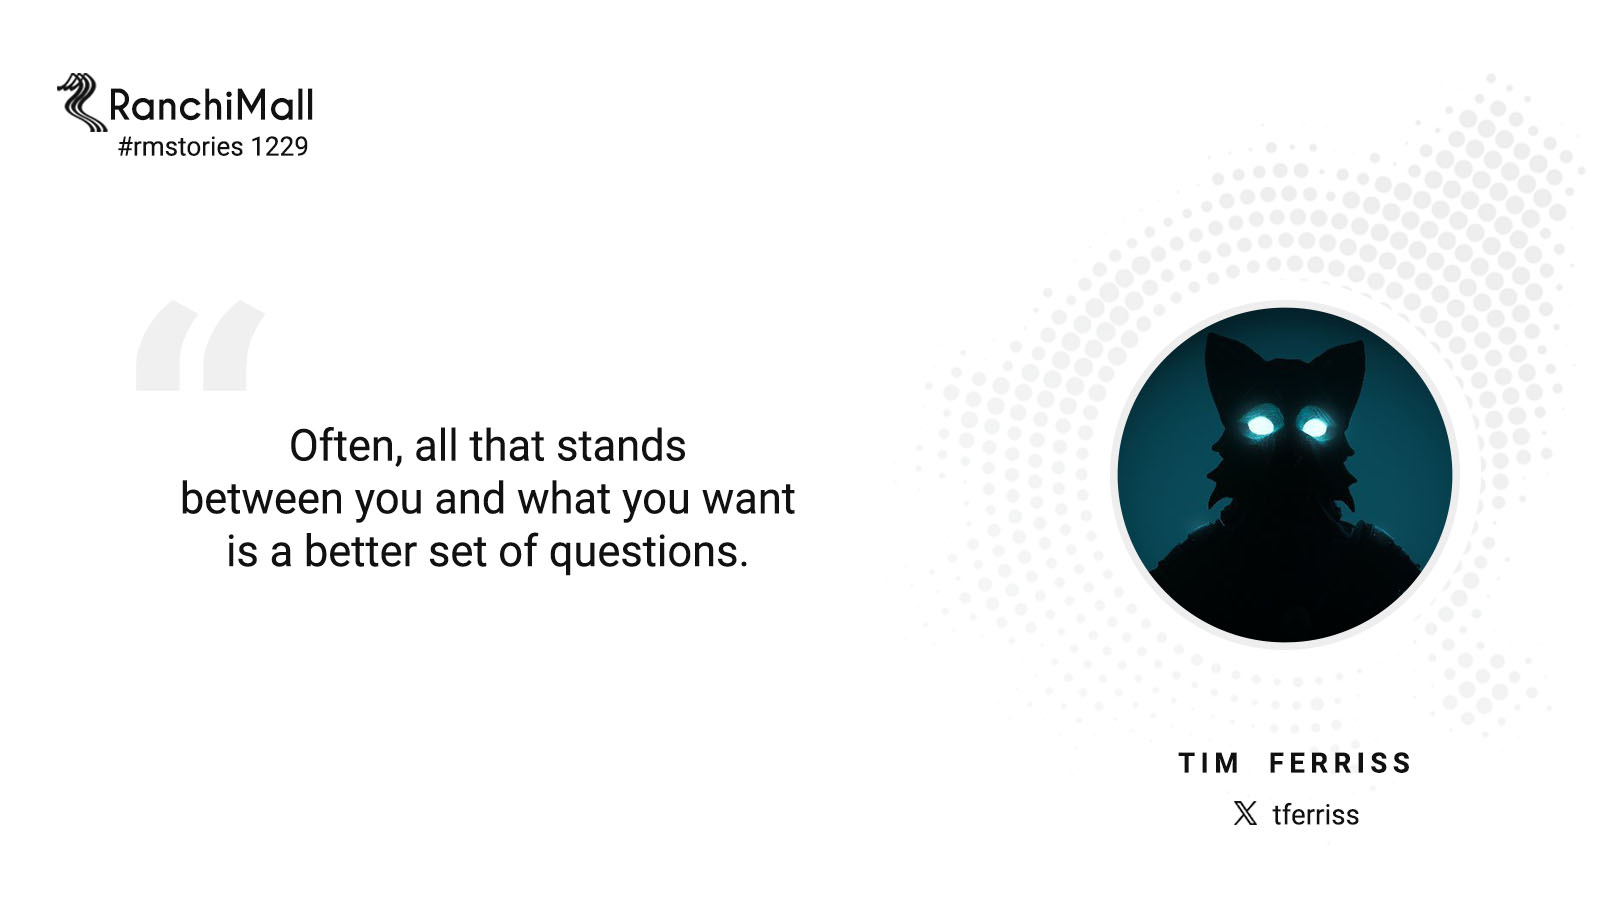 RanchiMall
#rmstories 1229
“
Often, all that stands
between you and what you want
is a better set of questions.
TIM FERRISS
X tferriss